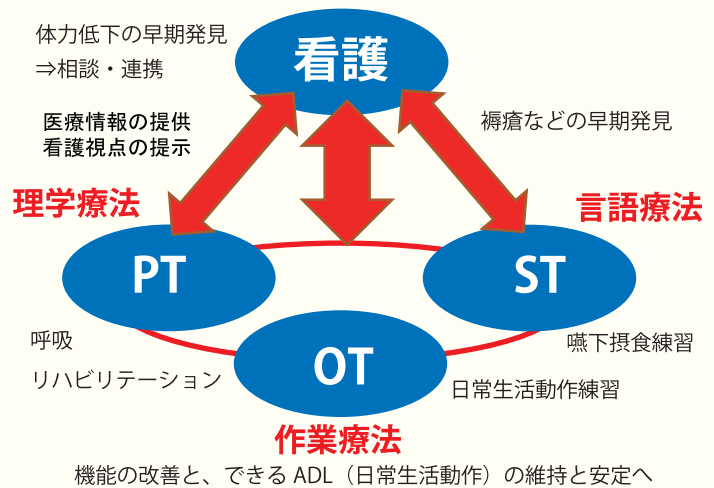 体力低下の早期発見
⇒相談・連携
看護
医療情報の提供
看護視点の提示
褥瘡などの早期発見
理学療法
言語療法
PT
ST
呼吸
リハビリテーション
OT
嚥下摂食練習
日常生活動作練習
作業療法
機能の改善と、できる ADL（日常生活動作）の維持と安定へ